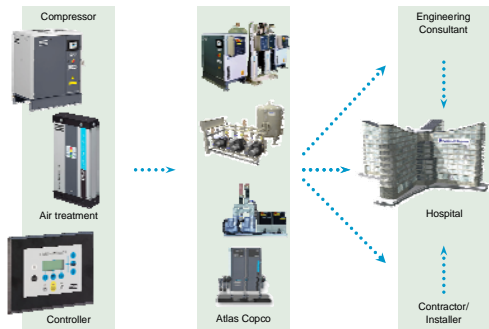 Compressor
Air treatment
Controller
Atlas Copco
Engineering
Consultant
Hospital
Contractor/
Installer